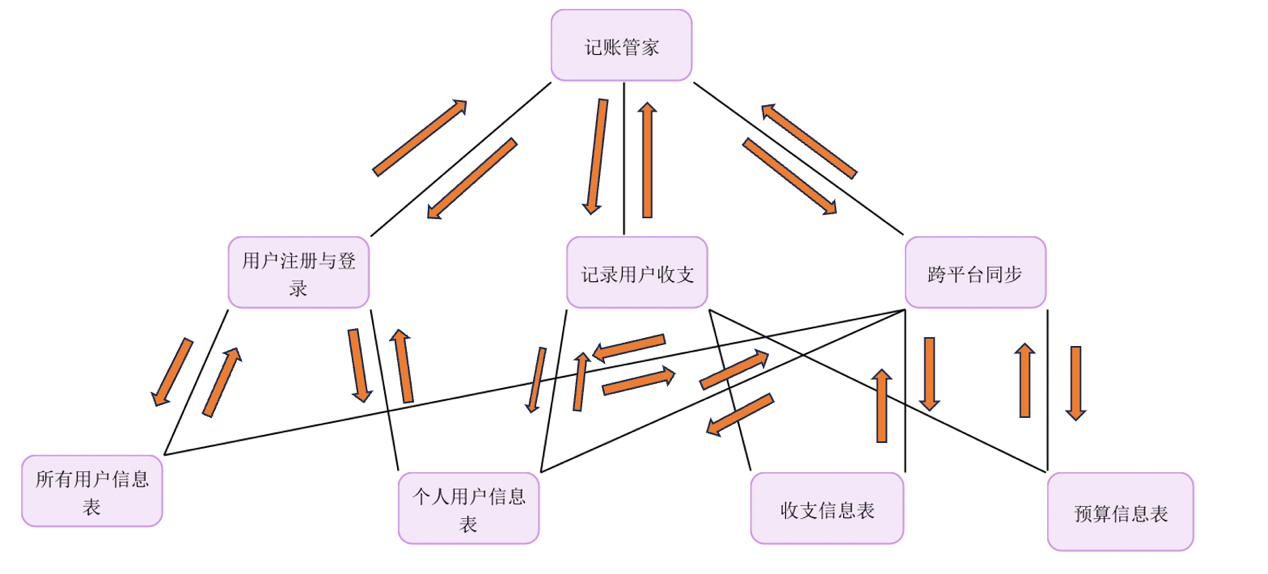 记账管家
用户注册与登
录
记录用户收支
跨平台同步
所有用户信息
表
个人用户信息
表
收支信息表
预算信息表